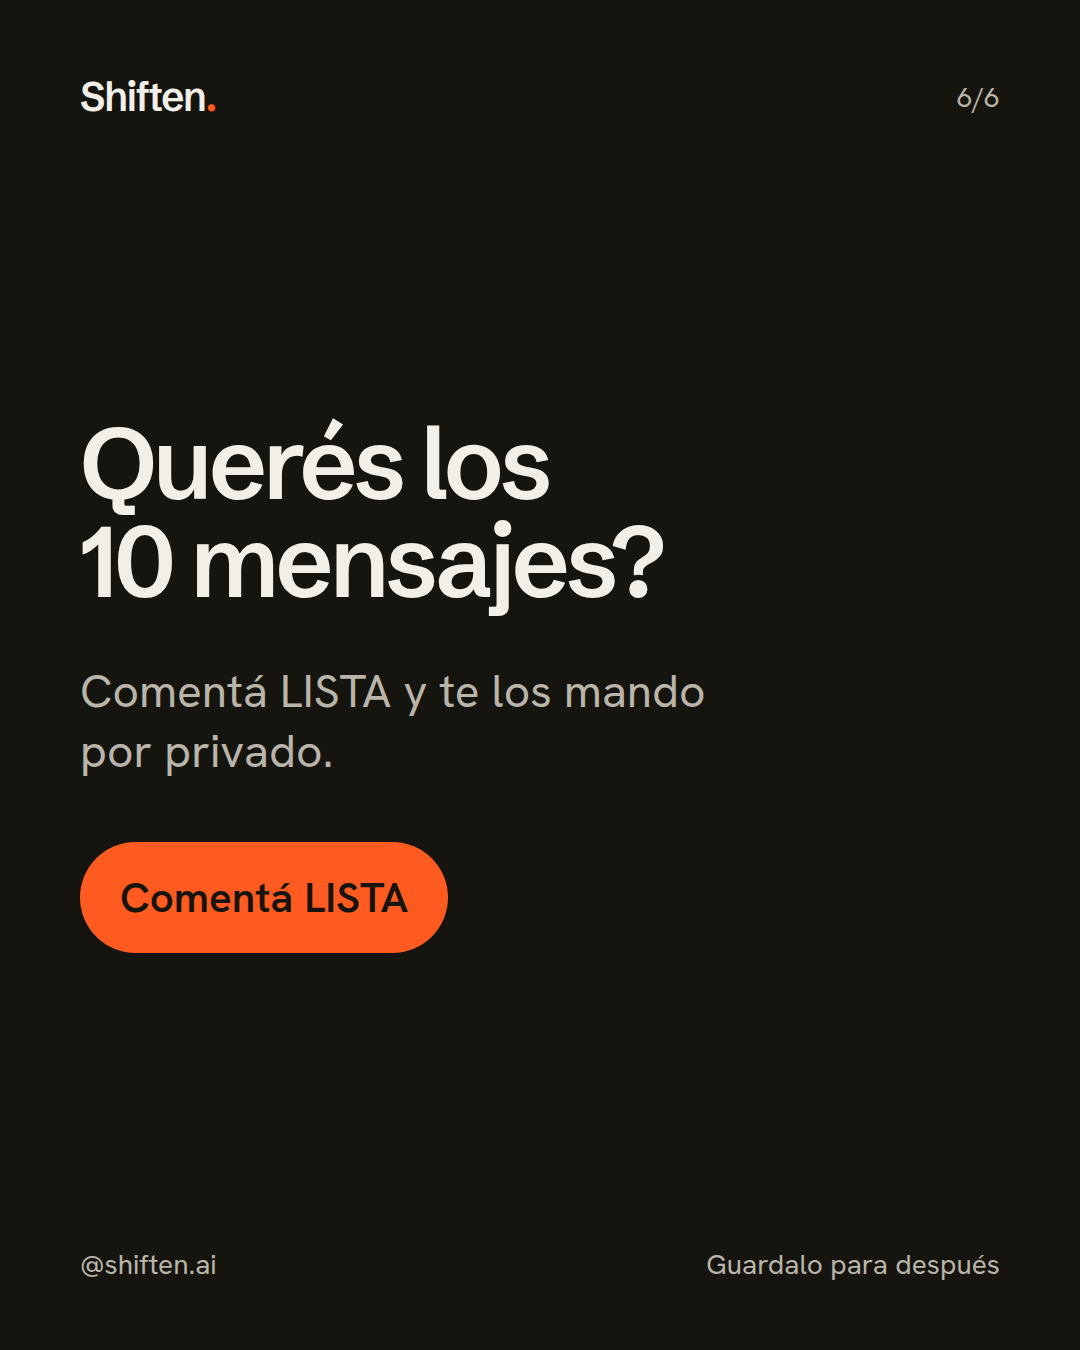 Shiften.
6/6
Querés los
10 mensajes?
Comentá LISTA y te los mando
por privado.
Comentá LISTA
@shiften.ai
Guardalo para después